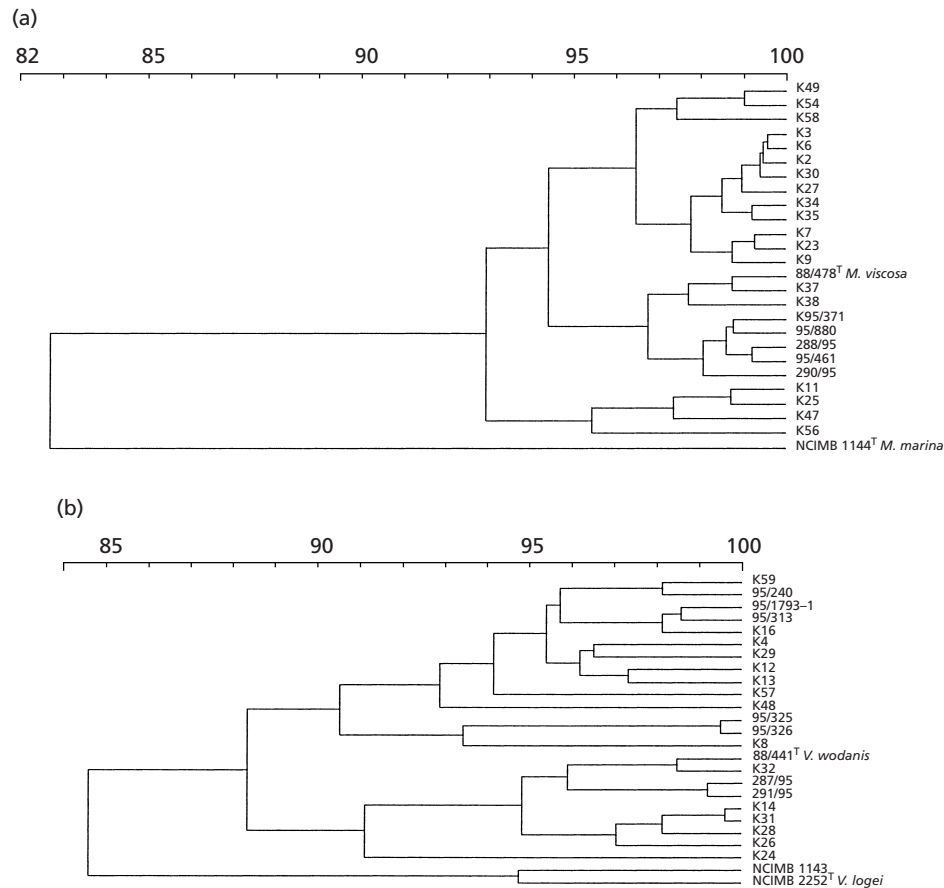 (a)
82 85 90 95 100
K49
K54
K58
K3
K6
K2
K30
K27
K34
K35
K7
K23
K9
88/478T M. viscosa
K37
K38
K95/371
95/880
288/95
95/461
290/95
K11
K25
K47
K56
NCIMB 1144T M. marina
(b)
85 90 95 100
K59
95/240
95/1793–1
95/313
K16
K4
K29
K12
K13
K57
K48
95/325
95/326
K8
88/441T V. wodanis
K32
287/95
291/95
K14
K31
K28
K26
K24
NCIMB 1143
NCIMB 2252T V. logei